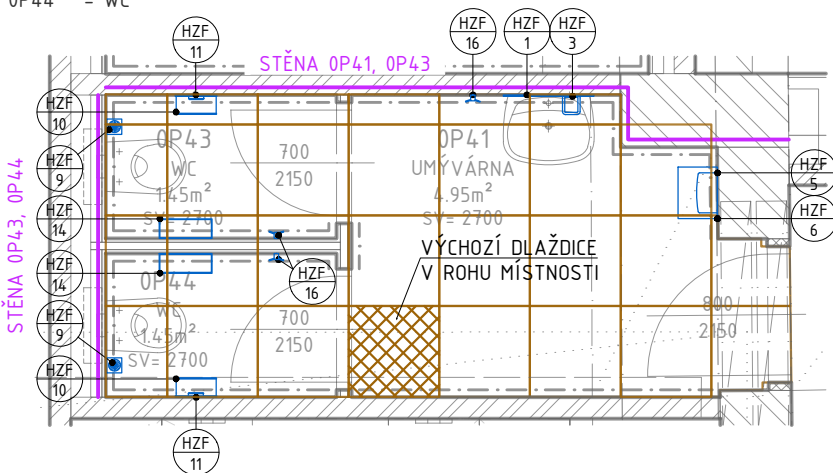 0P44 = WC
HZF
11
STĚNA 0P41, 0P43
HZF
16
HZF
1
HZF
3
HZF
10
0P43
WC
1.45m²
SV= 2700
700
2150
0P41
UMÝVÁRNA
4.95m²
SV= 2700
HZF
9
HZF
5
HZF
6
STĚNA 0P43, 0P44
HZF
14
HZF
14
HZF
16
VÝCHOZÍ DLAŽDICE
V ROHU MÍSTNOSTI
0P44
WC
1.45m²
SV= 2700
700
2150
800
2150
HZF
9
HZF
10
HZF
11